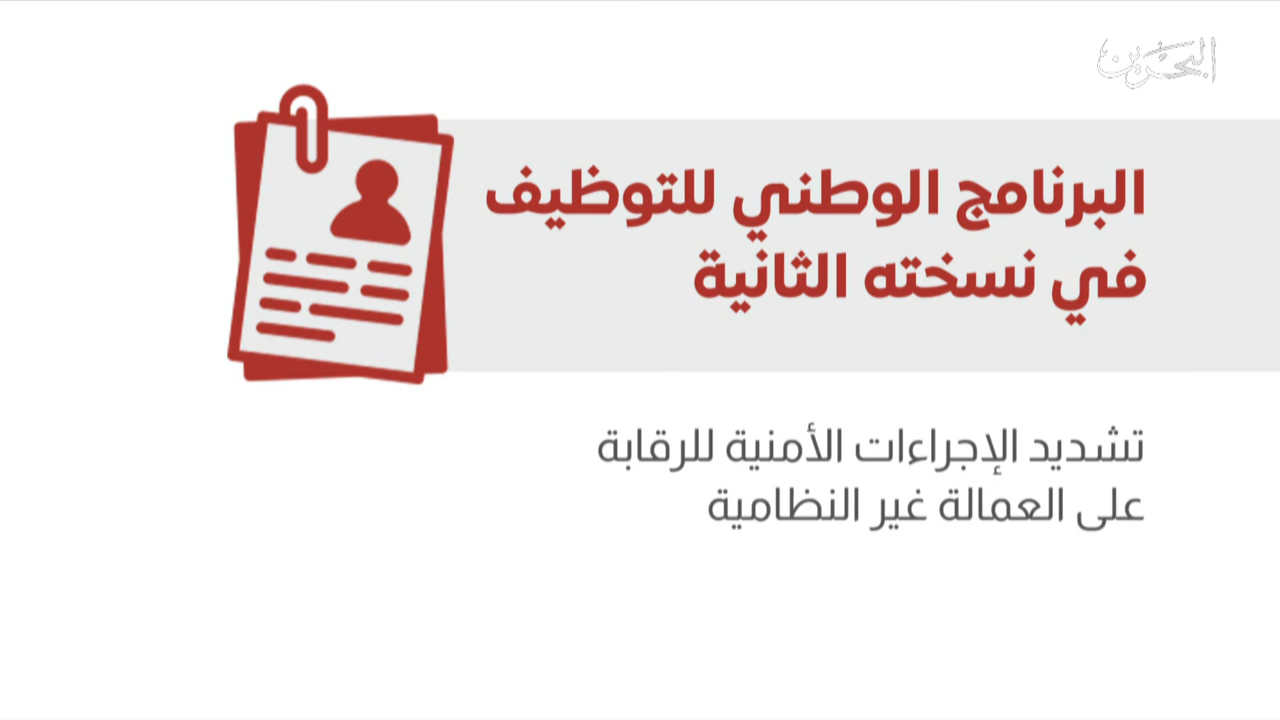 البحرين
البرنامج الوطني للتوظيف
في نسخته الثانية
تشديد الإجراءات الأمنية للرقابة
على العمالة غير النظامية